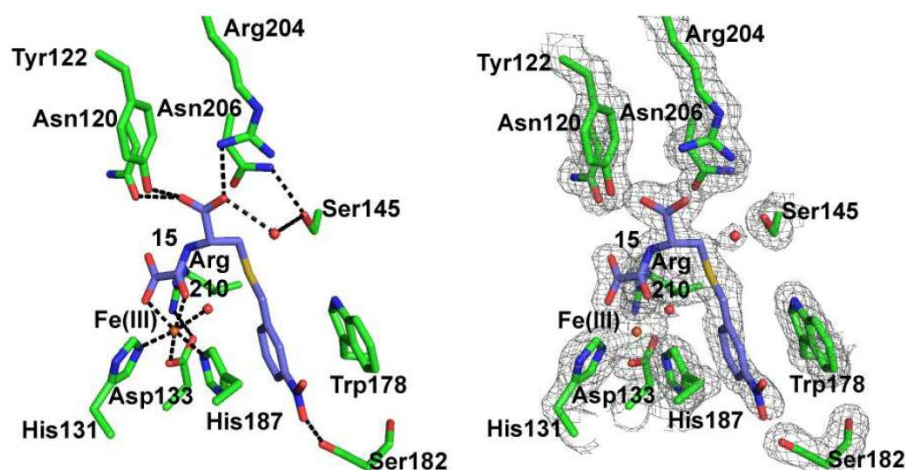 Arg204
Tyr122
Asn206
Asn120
Ser145
15
Arg
210
Fe(III)
Trp178
Asp133
His187
His131
Ser182
Arg204
Tyr122
Asn206
Asn120
Ser145
15
Arg
210
Fe(III)
Trp178
Asp133
His187
His131
Ser182